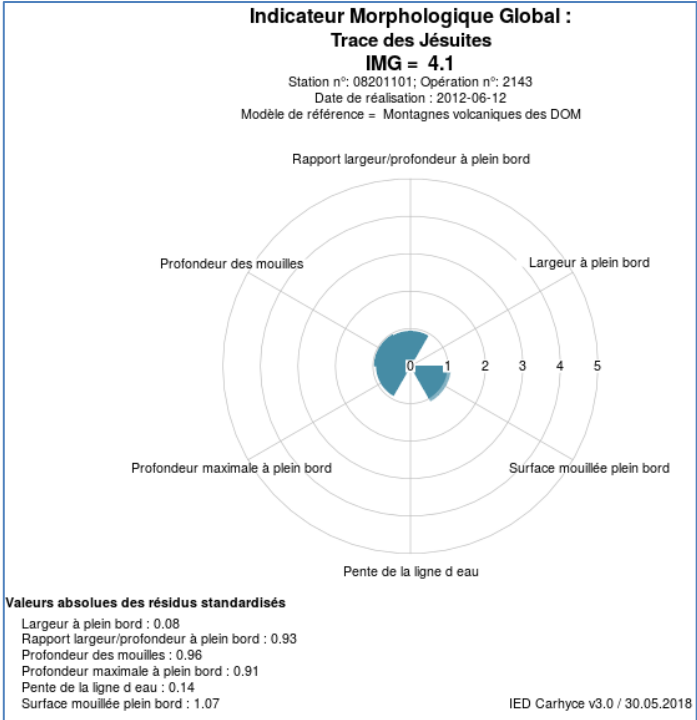 Indicateur Morphologique Global :
Trace des Jésuites
IMG = 4.1
Station n°: 08201101; Opération n°: 2143
Date de réalisation : 2012-06-12
Modèle de référence = Montagnes volcaniques des DOM
Rapport largeur/profondeur à plein bord
Profondeur des mouilles
Largeur à plein bord
0 1 2 3 4 5
Profondeur maximale à plein bord
Surface mouillée plein bord
Pente de la ligne d eau
Valeurs absolues des résidus standardisés
Largeur à plein bord : 0.08
Rapport largeur/profondeur à plein bord : 0.93
Profondeur des mouilles : 0.96
Profondeur maximale à plein bord : 0.91
Pente de la ligne d eau : 0.14
Surface mouillée plein bord : 1.07
IED Carhyce v3.0 / 30.05.2018